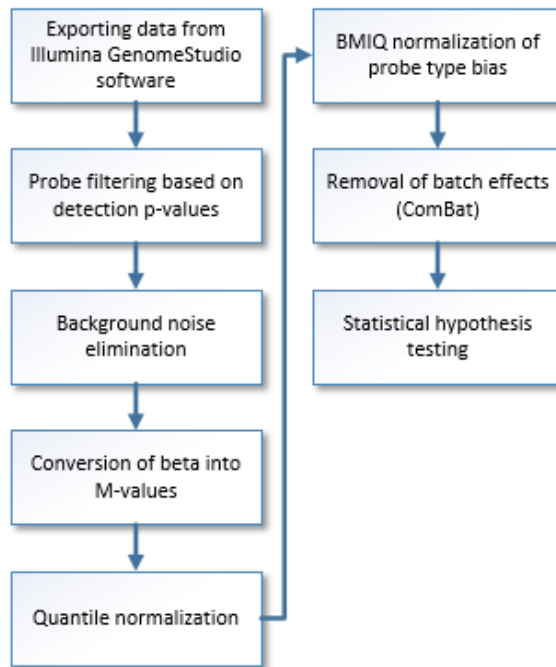 Exporting data from
Illumina GenomeStudio
software
Probe filtering based on
detection p-values
Background noise
elimination
Conversion of beta into
M-values
Quantile normalization
BMIQ normalization of
probe type bias
Removal of batch effects
(ComBat)
Statistical hypothesis
testing